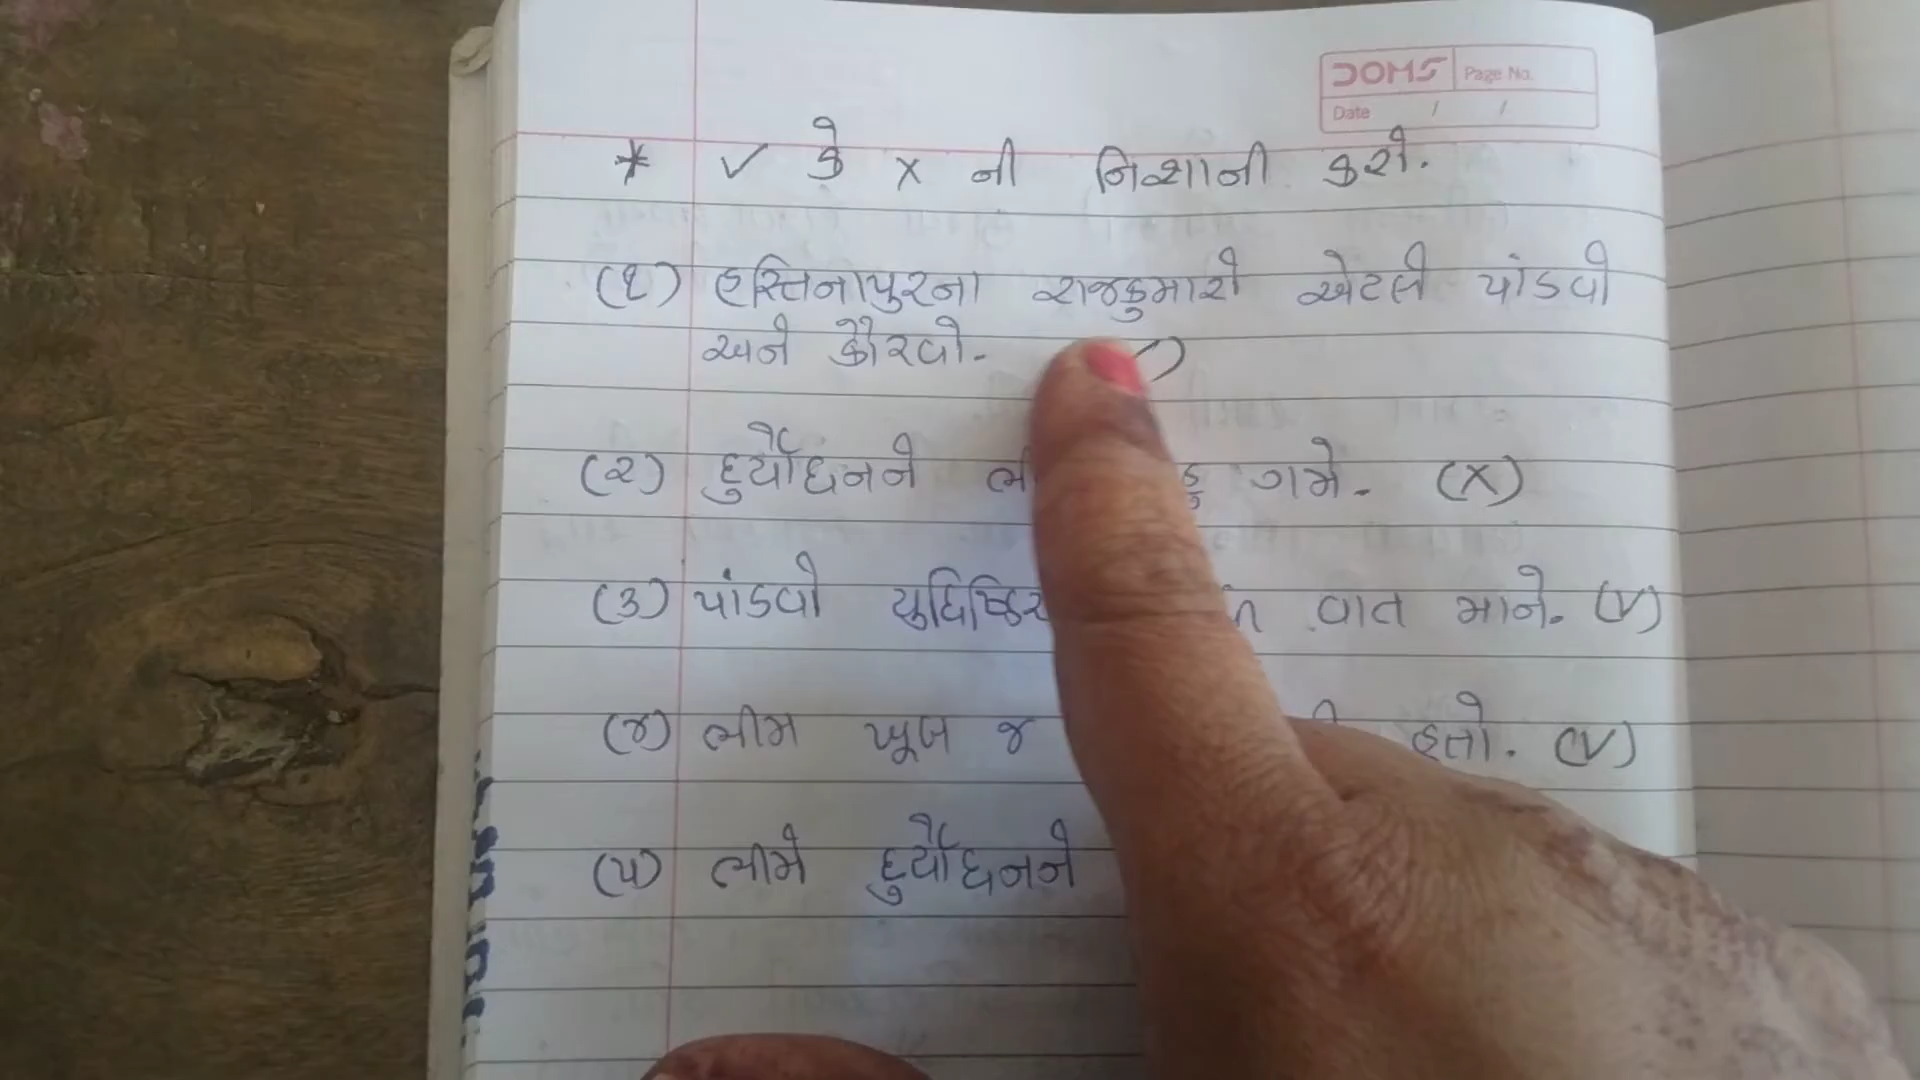 DOMS Page No.
Date / /
* ✓ કે x ની નિશાની કરો.
(૧) હસ્તિનાપુરના રાજકુમારો એટલે પાંડવો
અને કૌરવો.
(૨) દુર્યોધનને ગમે. (X)
(૩) પાંડવો વાત માને. (✓)
(૪) ભીમ ખૂબ જ હતો. (✓)
(૫) ભીમે દુર્યોધનને